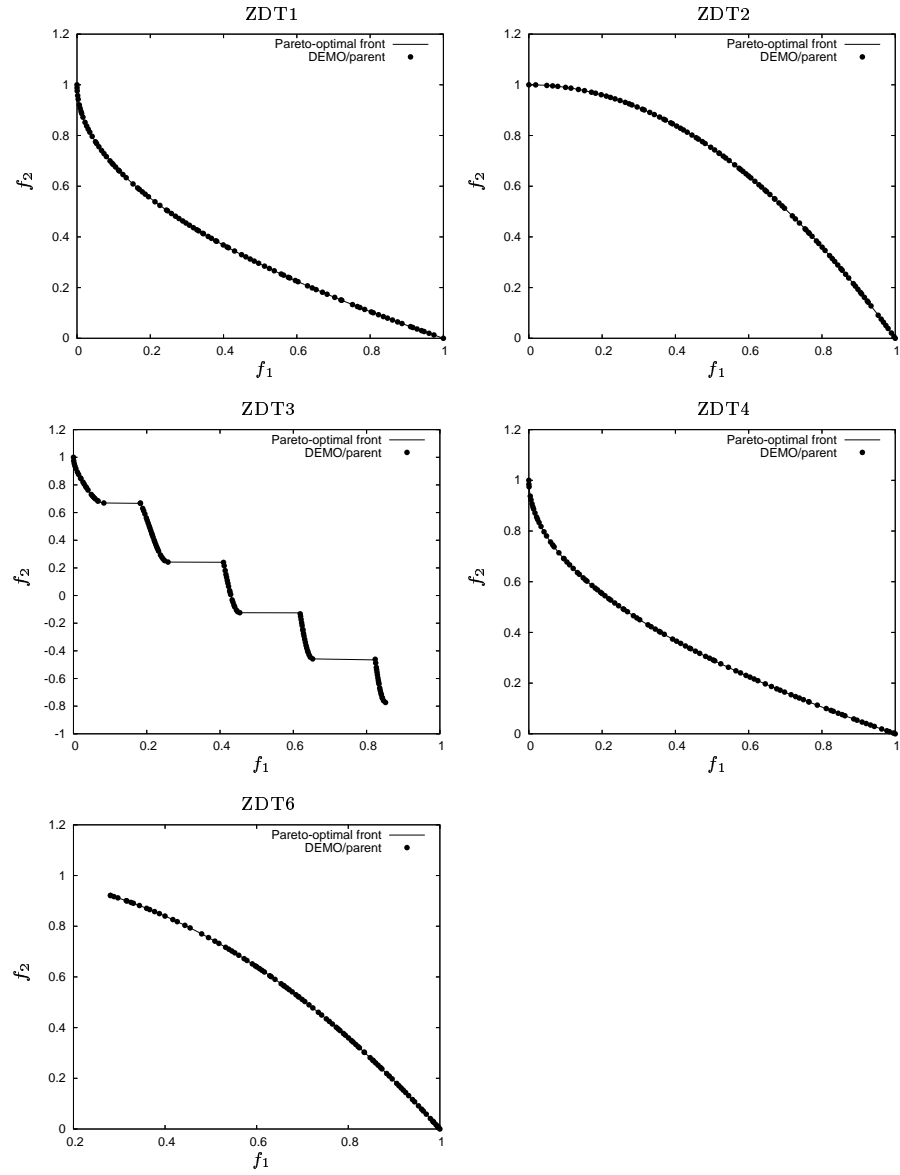 ZDT1
1.2
Pareto-optimal front
DEMO/parent
1
0.8
0.6
0.4
0.2
0
f2
0 0.2 0.4 0.6 0.8 1
f1
ZDT2
1.2
Pareto-optimal front
DEMO/parent
1
0.8
0.6
0.4
0.2
0
f2
0 0.2 0.4 0.6 0.8 1
f1
ZDT3
1.2
Pareto-optimal front
DEMO/parent
1
0.8
0.6
0.4
0.2
0
-0.2
-0.4
-0.6
-0.8
-1
f2
0 0.2 0.4 0.6 0.8 1
f1
ZDT4
1.2
Pareto-optimal front
DEMO/parent
1
0.8
0.6
0.4
0.2
0
f2
0 0.2 0.4 0.6 0.8 1
f1
ZDT6
1.2
Pareto-optimal front
DEMO/parent
1
0.8
0.6
0.4
0.2
0
f2
0.2 0.4 0.6 0.8 1
f1